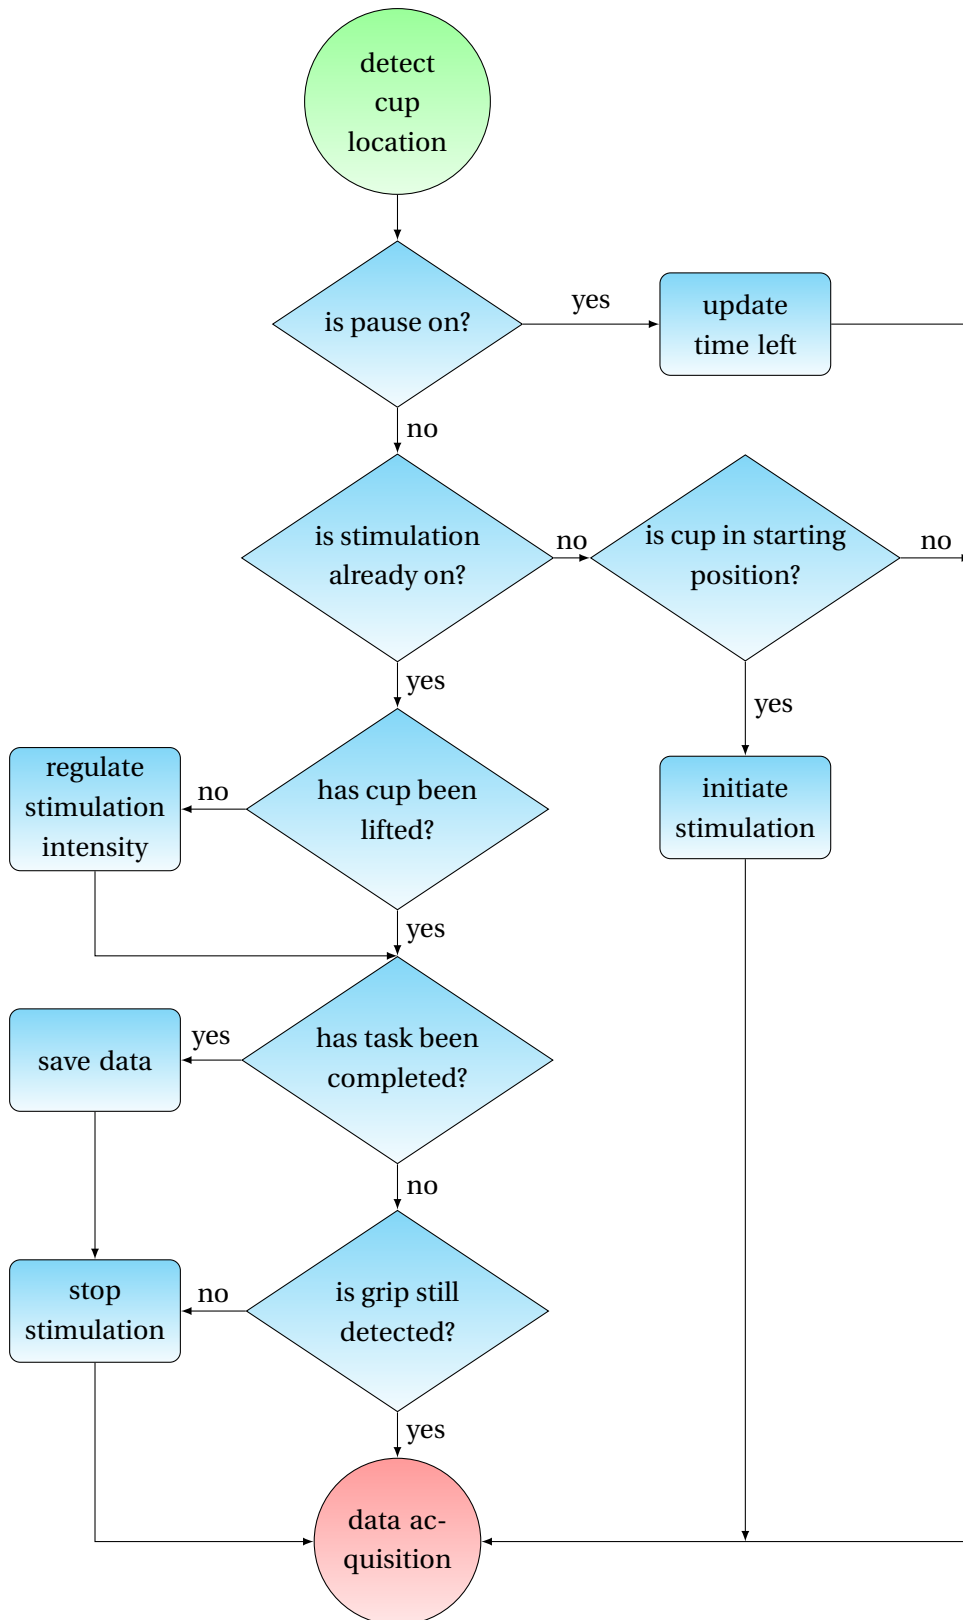 detect
cup
location
is pause on?
yes
update
time left
no
is stimulation
already on?
no
is cup in starting
position?
no
yes
yes
regulate
stimulation
intensity
no
has cup been
lifted?
initiate
stimulation
yes
save data
yes
has task been
completed?
no
stop
stimulation
no
is grip still
detected?
yes
data ac-
quisition